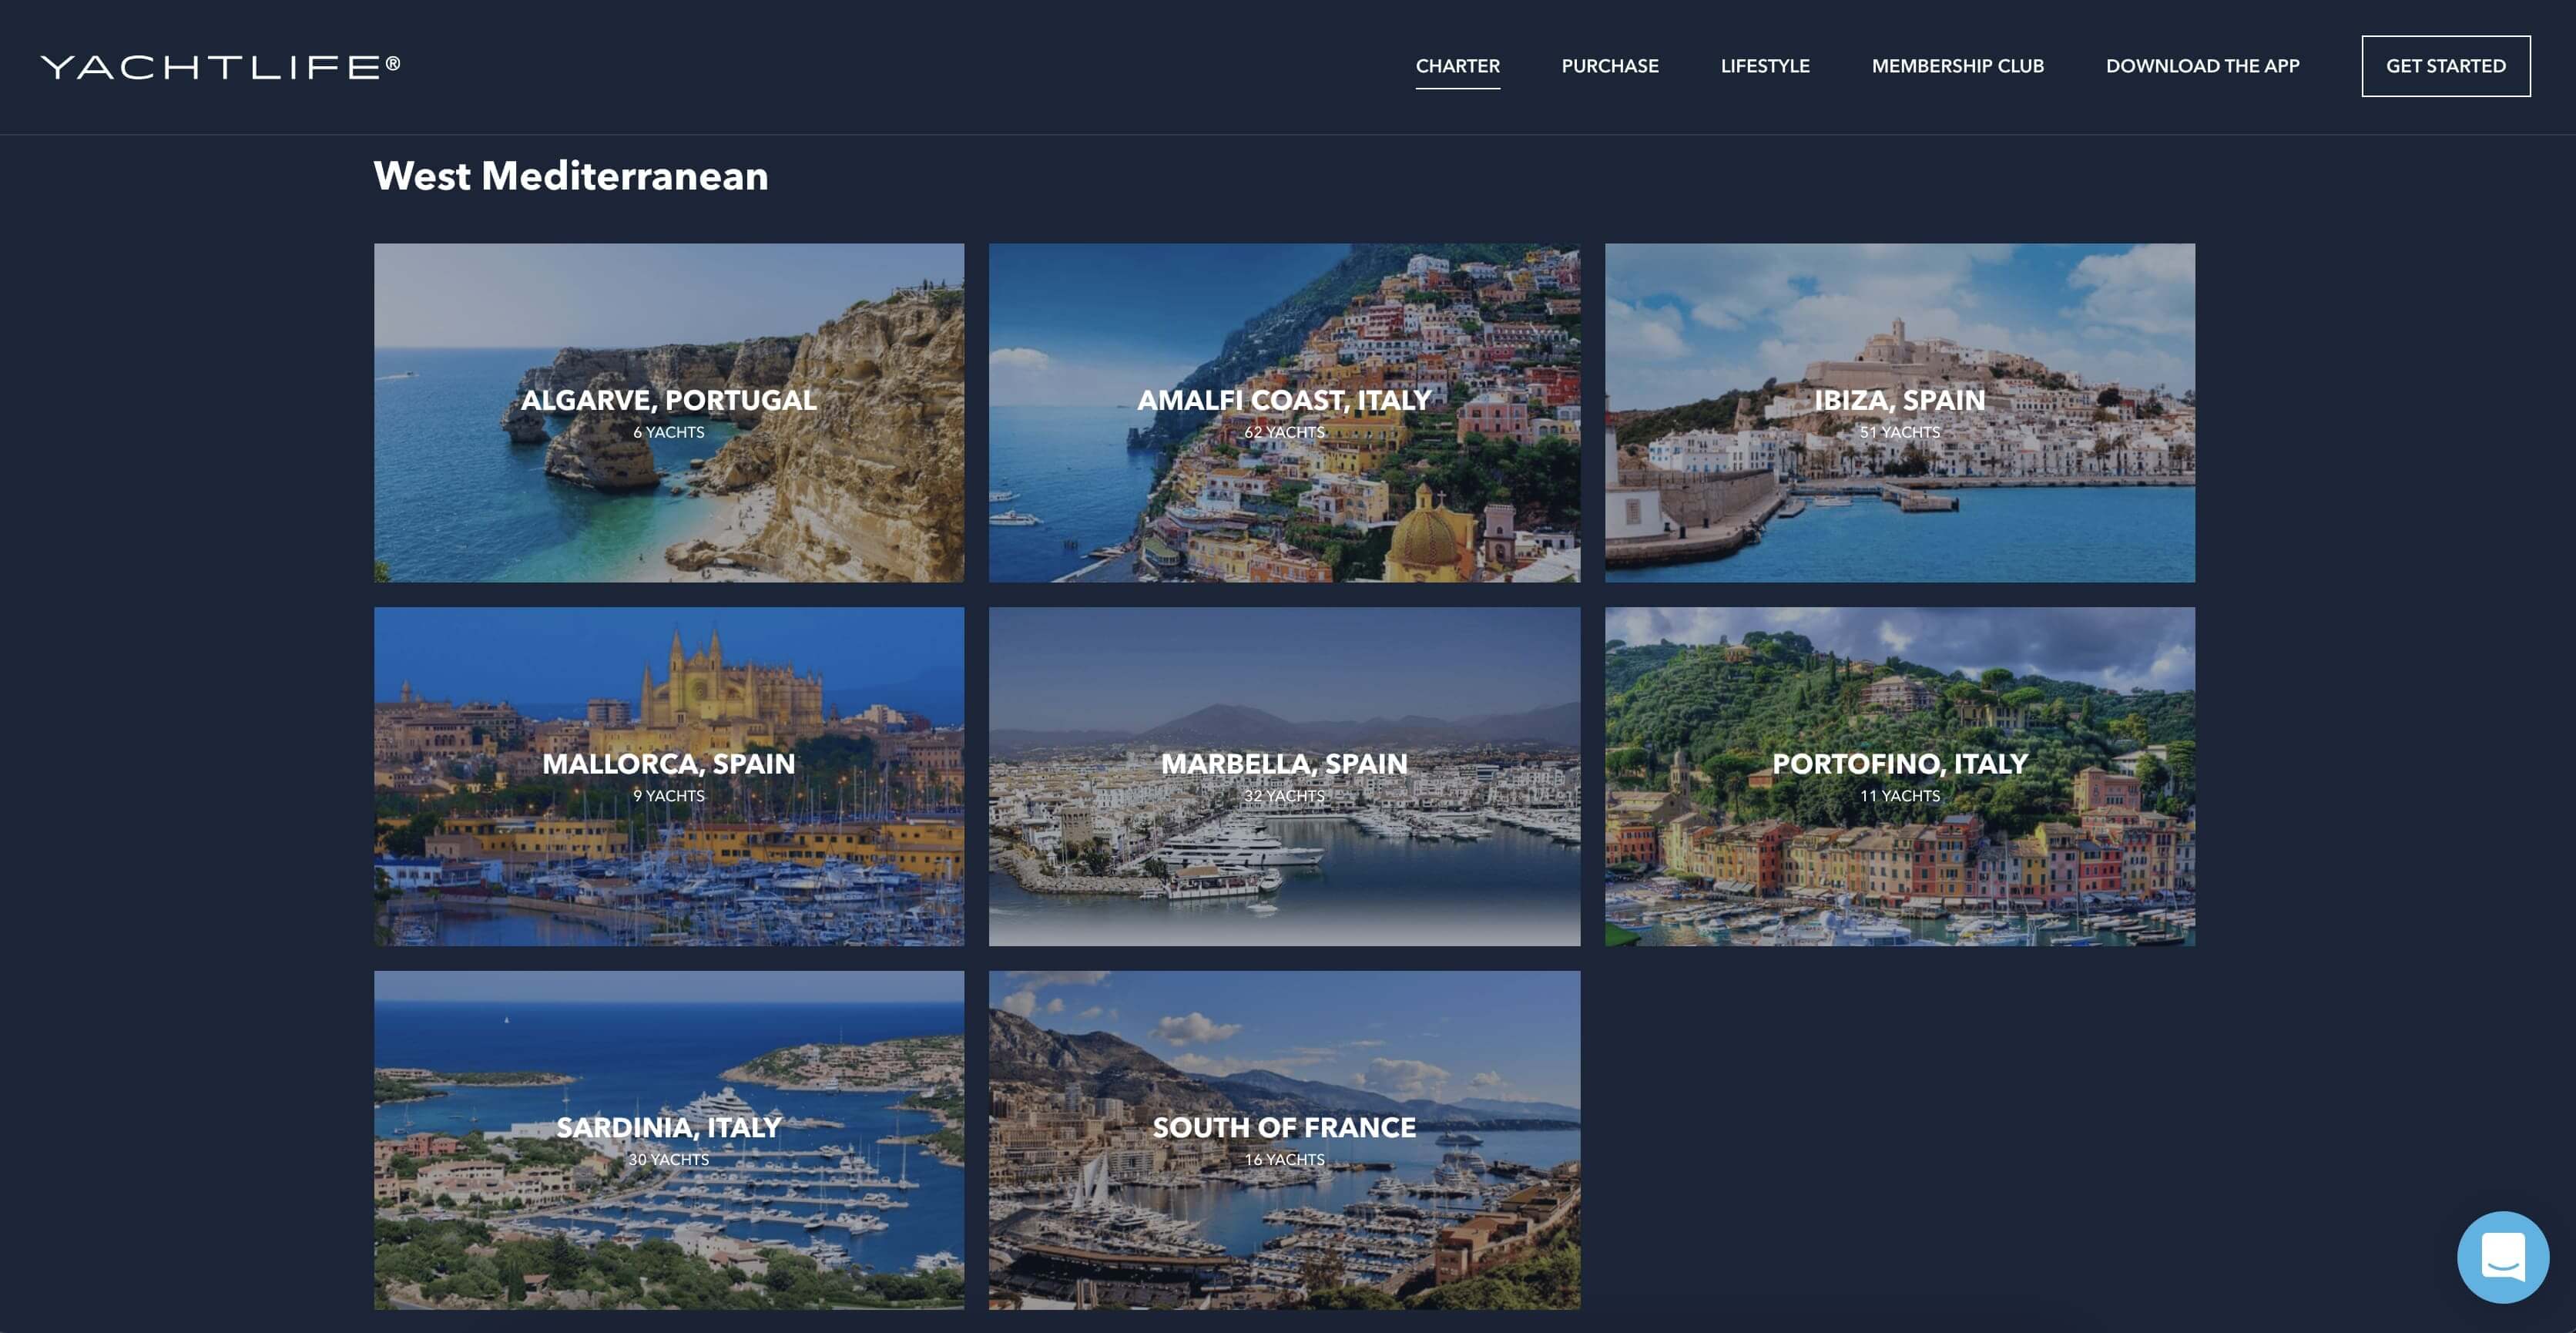 YACHTLIFE®
CHARTER
PURCHASE
LIFESTYLE
MEMBERSHIP CLUB
DOWNLOAD THE APP
GET STARTED
West Mediterranean
ALGARVE, PORTUGAL
6 YACHTS
AMALFI COAST, ITALY
62 YACHTS
IBIZA, SPAIN
51 YACHTS
MALLORCA, SPAIN
9 YACHTS
MARBELLA, SPAIN
32 YACHTS
PORTOFINO, ITALY
11 YACHTS
SARDINIA, ITALY
30 YACHTS
SOUTH OF FRANCE
16 YACHTS